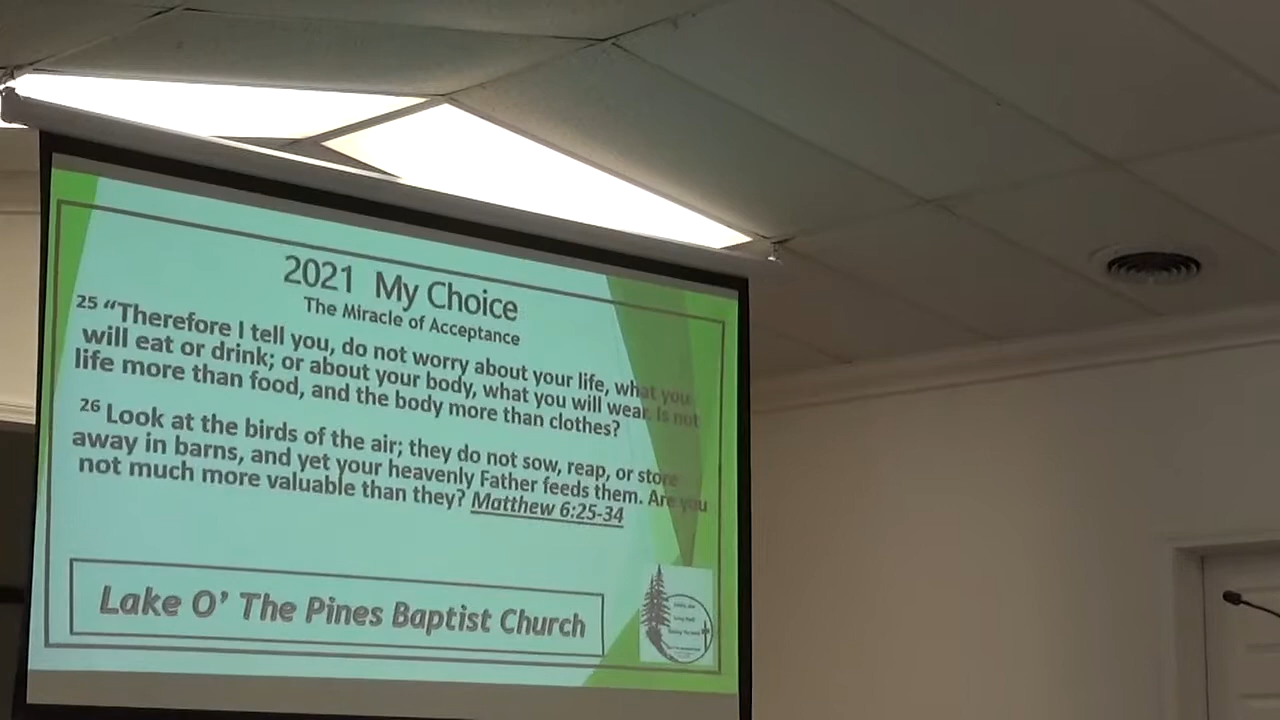 2021 My Choice
The Miracle of Acceptance
25 “Therefore I tell you, do not worry about your life, what you
will eat or drink; or about your body, what you will wear. Is not
life more than food, and the body more than clothes?
26 Look at the birds of the air; they do not sow, reap, or store
away in barns, and yet your heavenly Father feeds them. Are you
not much more valuable than they? Matthew 6:25-34
Lake O’ The Pines Baptist Church